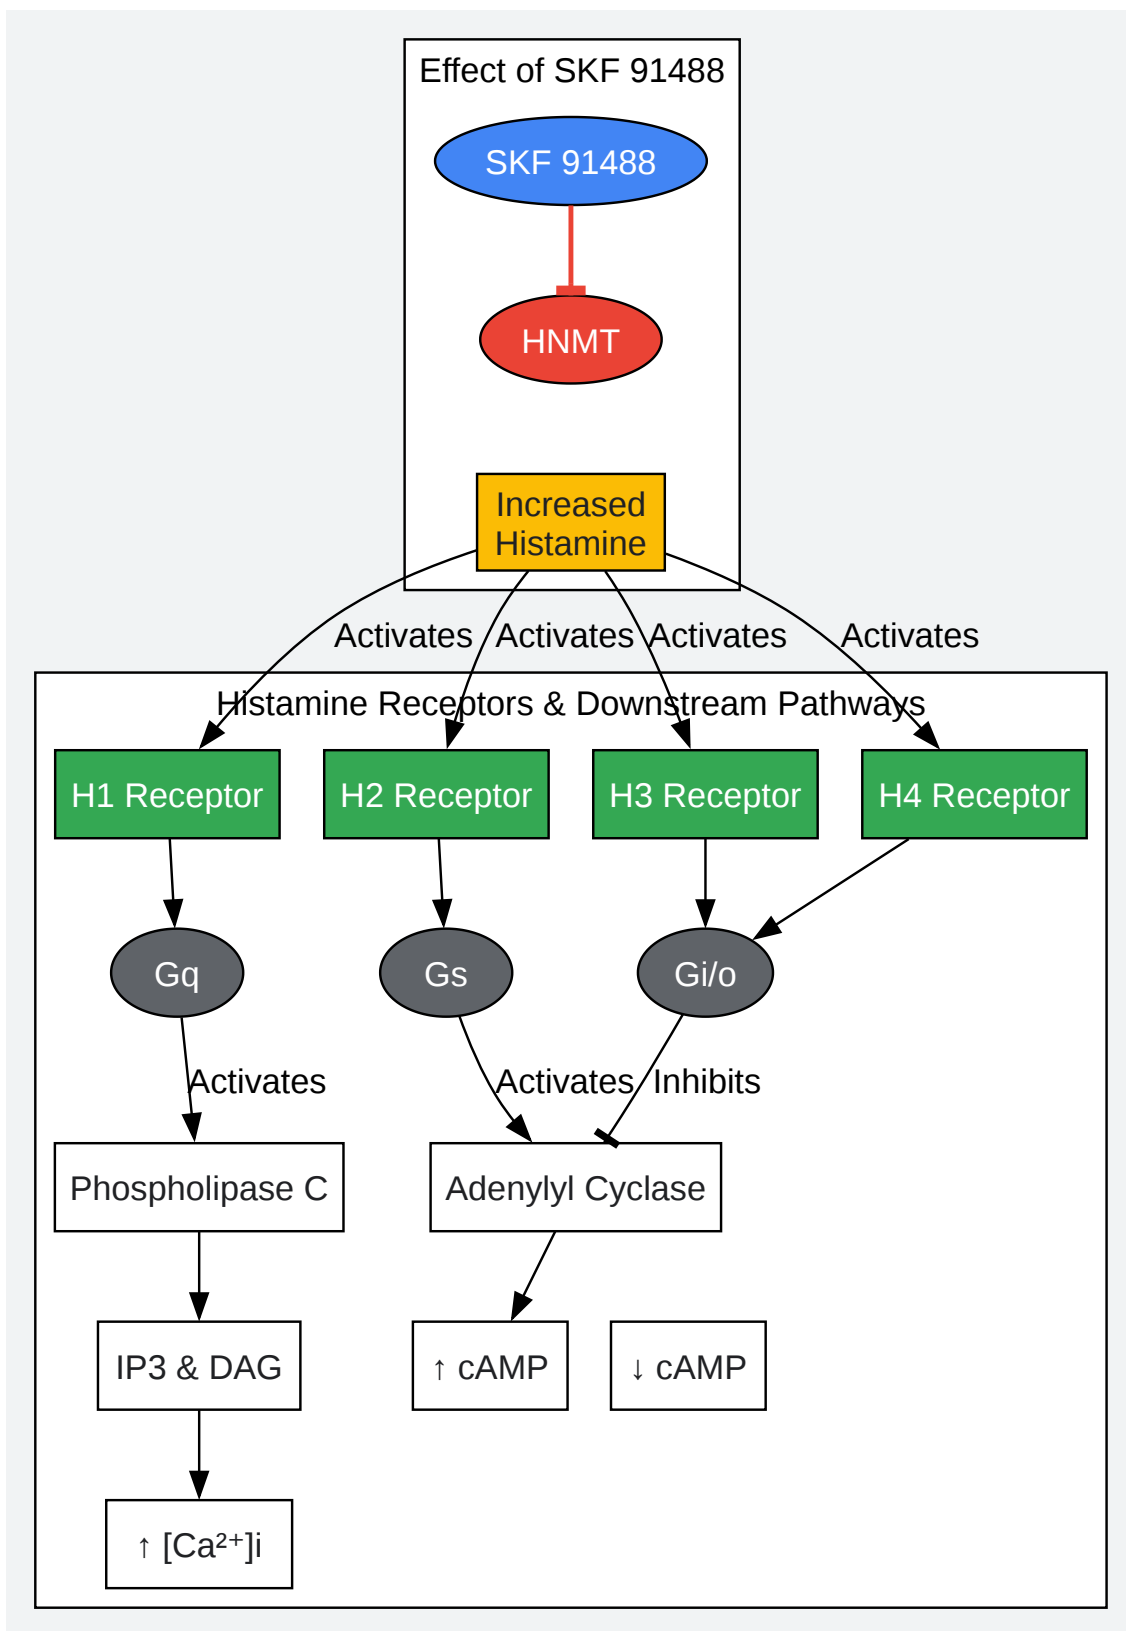 Effect of SKF 91488
SKF 91488
HNMT
Increased
Histamine
Activates
Activates
Activates
Activates
Histamine Receptors & Downstream Pathways
H1 Receptor
H2 Receptor
H3 Receptor
H4 Receptor
Gq
Gs
Gi/o
Activates
Activates
Inhibits
Phospholipase C
Adenylyl Cyclase
IP3 & DAG
↑ cAMP
↓ cAMP
↑ [Ca²⁺]i